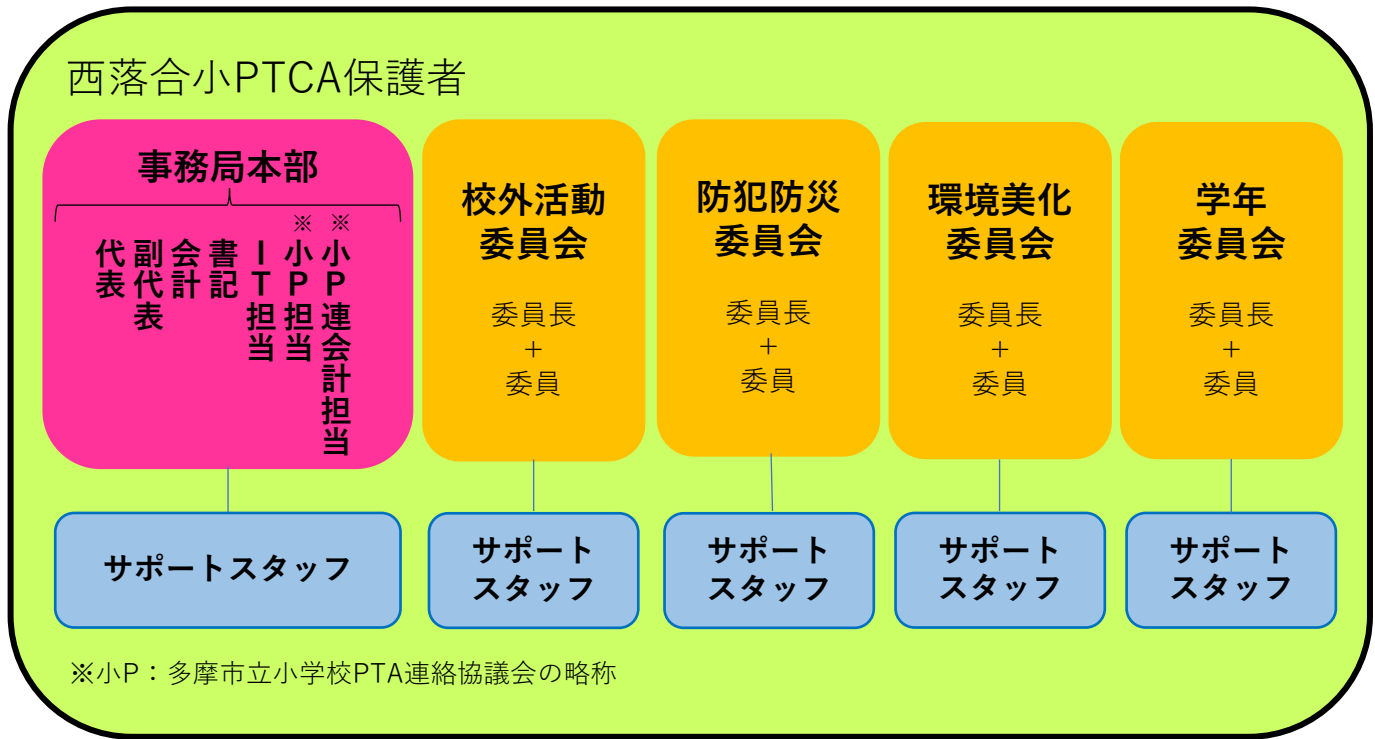 西落合小PTCA保護者
事務局本部
代表
副代表
会計
書記
IT担当
※
小P担当
※
小P連会計担当
校外活動
委員会
委員長
+
委員
防犯防災
委員会
委員長
+
委員
環境美化
委員会
委員長
+
委員
学年
委員会
委員長
+
委員
サポートスタッフ
サポート
スタッフ
サポート
スタッフ
サポート
スタッフ
サポート
スタッフ
※小P：多摩市立小学校PTA連絡協議会の略称